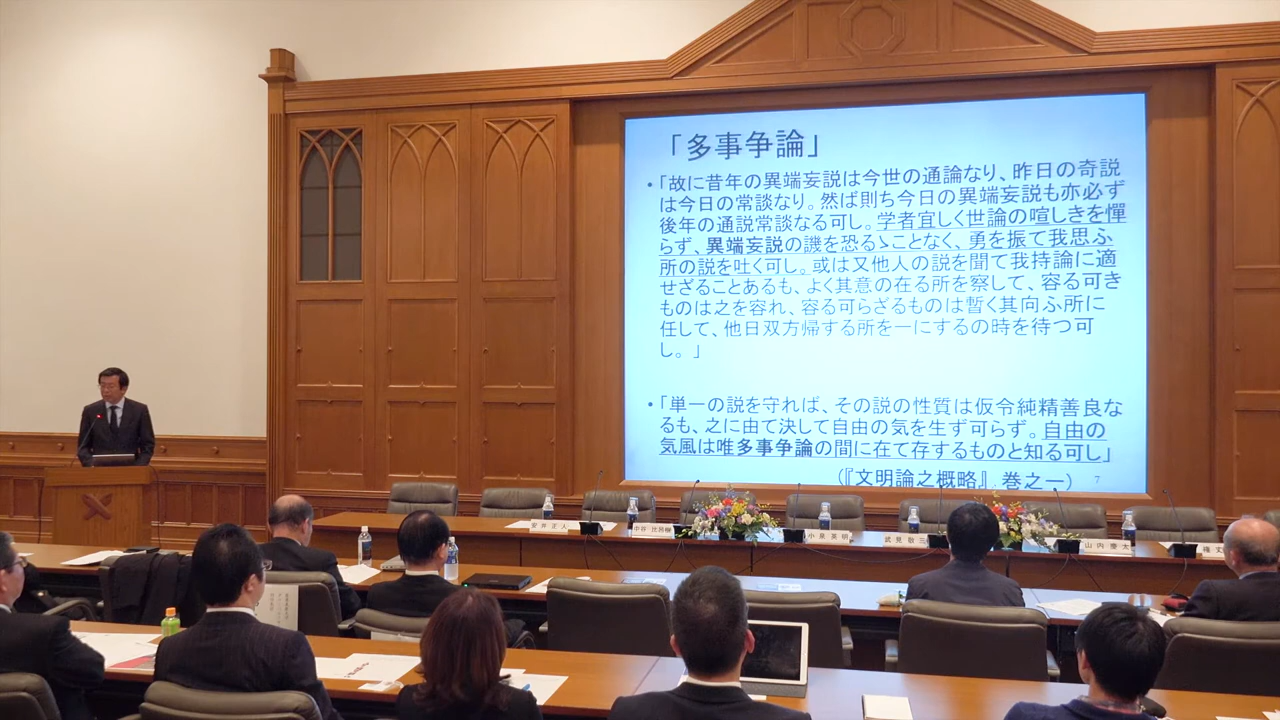 「多事争論」
•「故に昔年の異端妄説は今世の通論なり、昨日の奇説
は今日の常談なり。然ば則ち今日の異端妄説も亦必ず
後年の通説常談なる可し。学者宜しく世論の喧しきを憚
らず、異端妄説の譏を恐るゝことなく、勇を振て我思ふ
所の説を吐く可し。或は又他人の説を聞て我持論に適
せざることあるも、よく其意の在る所を察して、容る可き
ものは之を容れ、容る可らざるものは暫く其向ふ所に
任して、他日双方帰する所を一にするの時を待つ可
し。」
•「単一の説を守れば、その説の性質は仮令純精善良な
るも、之に由て決して自由の気を生ず可らず。自由の
気風は唯多事争論の間に在て存するものと知る可し」
(『文明論之概略』 巻之一)
7
安井 正人
中谷 比呂樹
小泉 英明
武見 敬三
山内 慶太